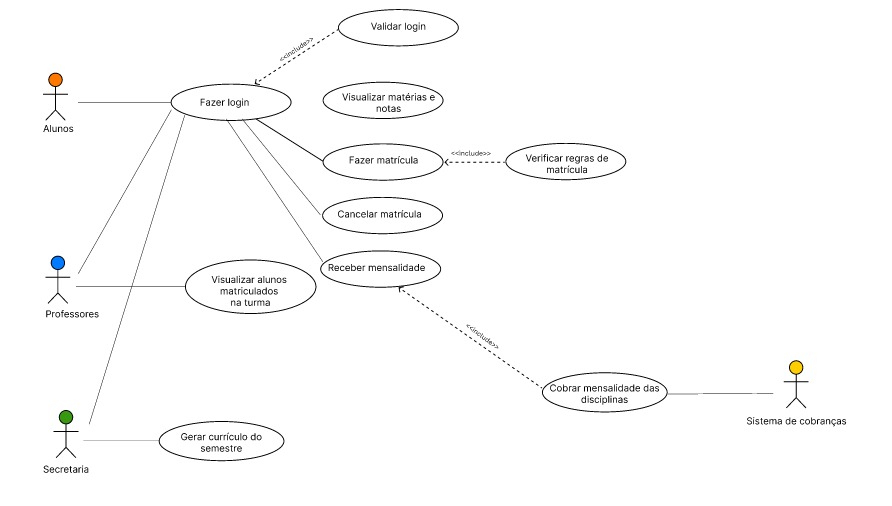 Validar login
<<include>>
Fazer login
Alunos
Visualizar matérias e
notas
Fazer matrícula
<<include>>
Verificar regras de
matrícula
Cancelar matrícula
Receber mensalidade
Visualizar alunos
matriculados
na turma
Professores
<<include>>
Cobrar mensalidade das
disciplinas
Sistema de cobranças
Gerar currículo do
semestre
Secretaria